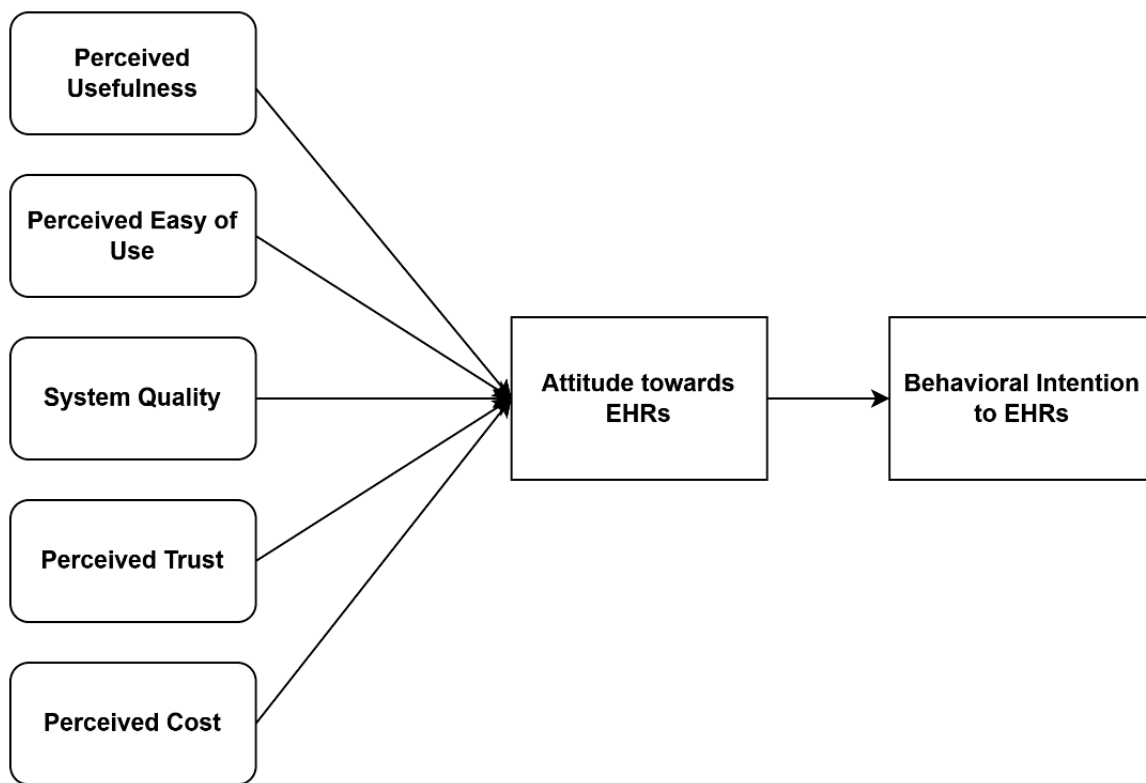 Perceived
Usefulness
Perceived Easy of
Use
System Quality
Perceived Trust
Perceived Cost
Attitude towards
EHRs
Behavioral Intention
to EHRs